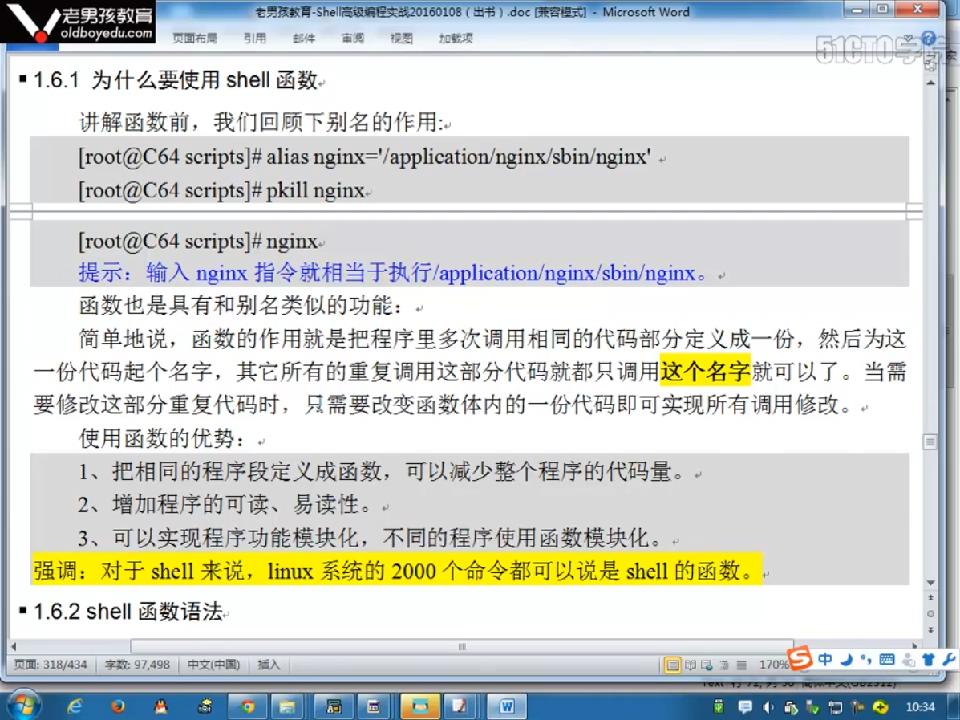 老男孩教育
oldboyedu.com
老男孩教育-Shell高级编程实战20160108（出书）.doc [兼容模式] - Microsoft Word
页面布局 引用 邮件 审阅 视图 加载项
51CTO学院
1.6.1 为什么要使用 shell 函数
讲解函数前，我们回顾下别名的作用:
[root@C64 scripts]# alias nginx='/application/nginx/sbin/nginx'
[root@C64 scripts]# pkill nginx
[root@C64 scripts]# nginx
提示：输入 nginx 指令就相当于执行/application/nginx/sbin/nginx。
函数也是具有和别名类似的功能：
简单地说，函数的作用就是把程序里多次调用相同的代码部分定义成一份，然后为这
一份代码起个名字，其它所有的重复调用这部分代码就都只调用这个名字就可以了。当需
要修改这部分重复代码时，只需要改变函数体内的一份代码即可实现所有调用修改。
使用函数的优势：
1、把相同的程序段定义成函数，可以减少整个程序的代码量。
2、增加程序的可读、易读性。
3、可以实现程序功能模块化，不同的程序使用函数模块化。
强调：对于 shell 来说，linux 系统的 2000 个命令都可以说是 shell 的函数。
1.6.2 shell 函数语法
页面: 318/434 字数: 97,498 中文(中国) 插入 170% 中
10:34